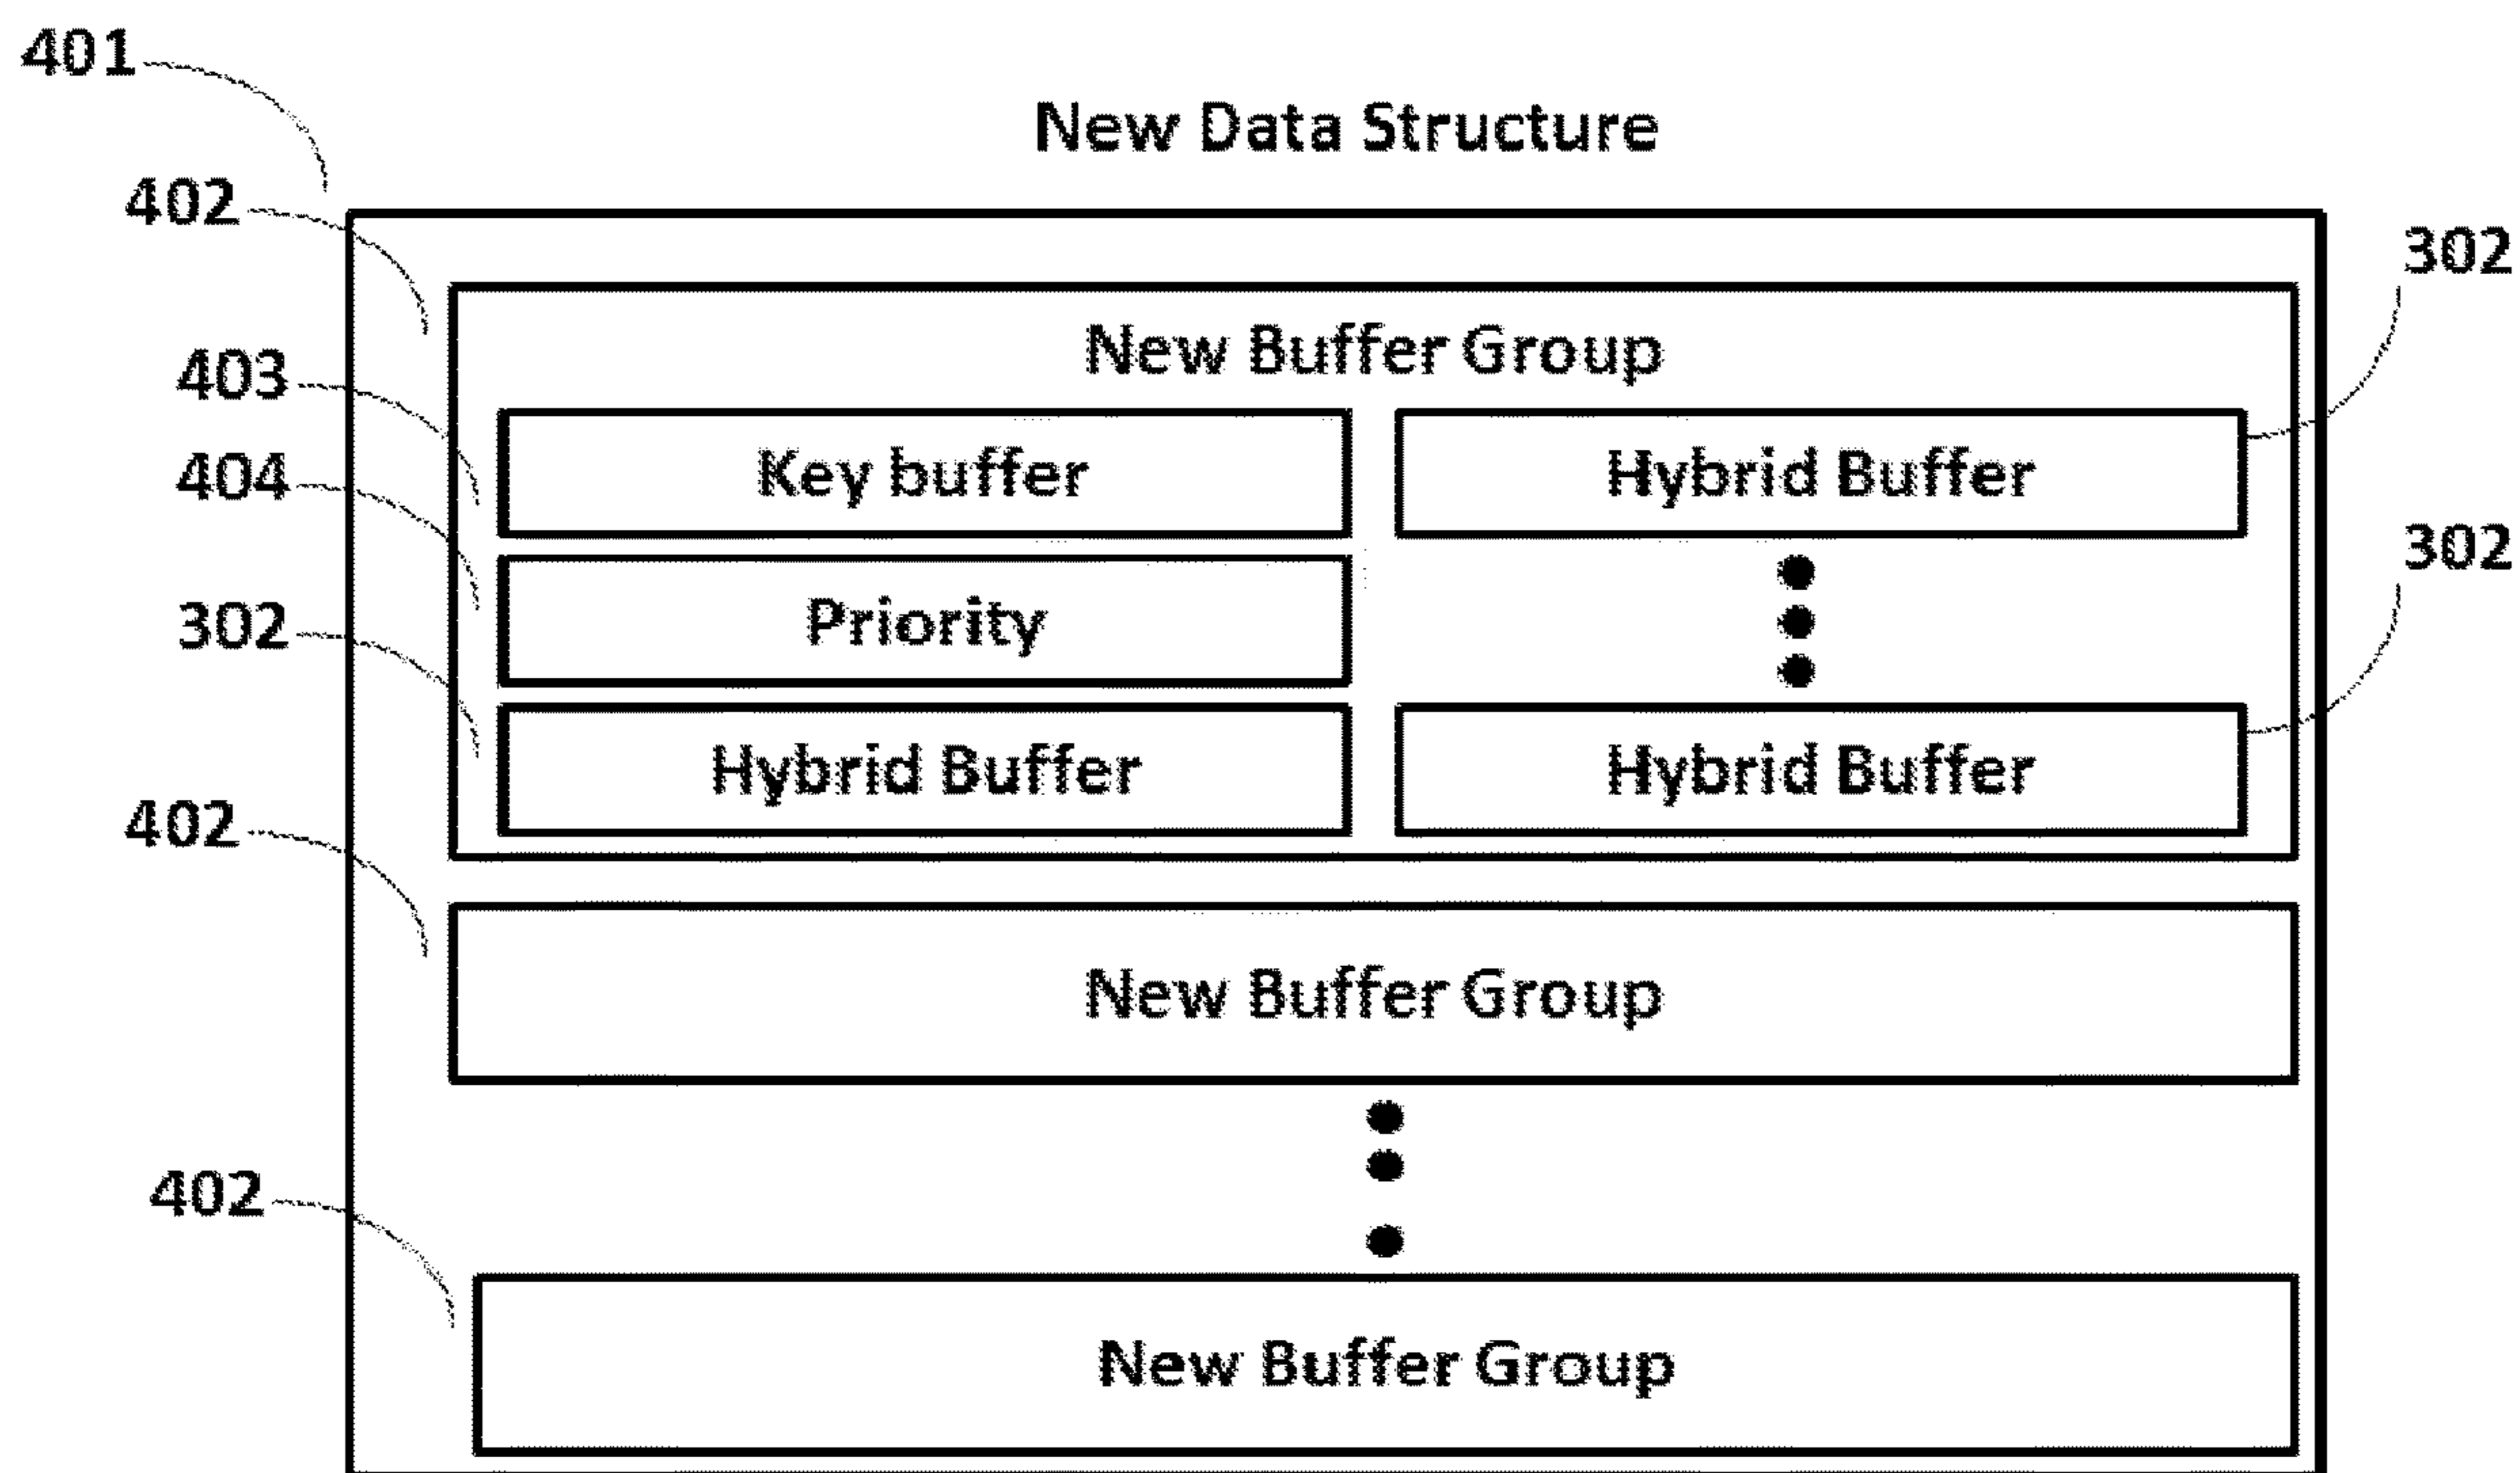 401
New Data Structure
402
302
New Buffer Group
403
Key buffer
Hybrid Buffer
404
302
Priority
302
Hybrid Buffer
Hybrid Buffer
402
New Buffer Group
402
New Buffer Group